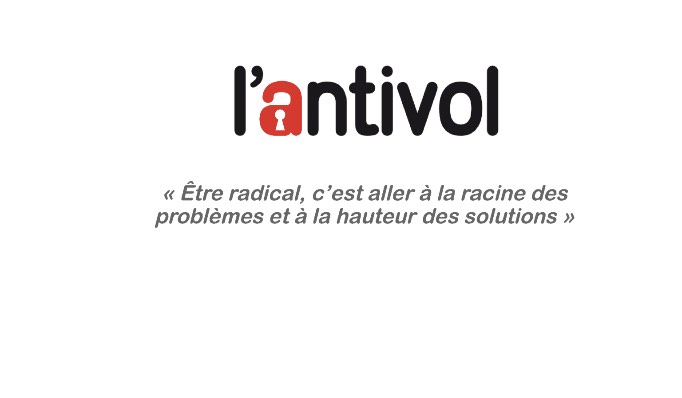 l’antivol
« Être radical, c’est aller à la racine des
problèmes et à la hauteur des solutions »